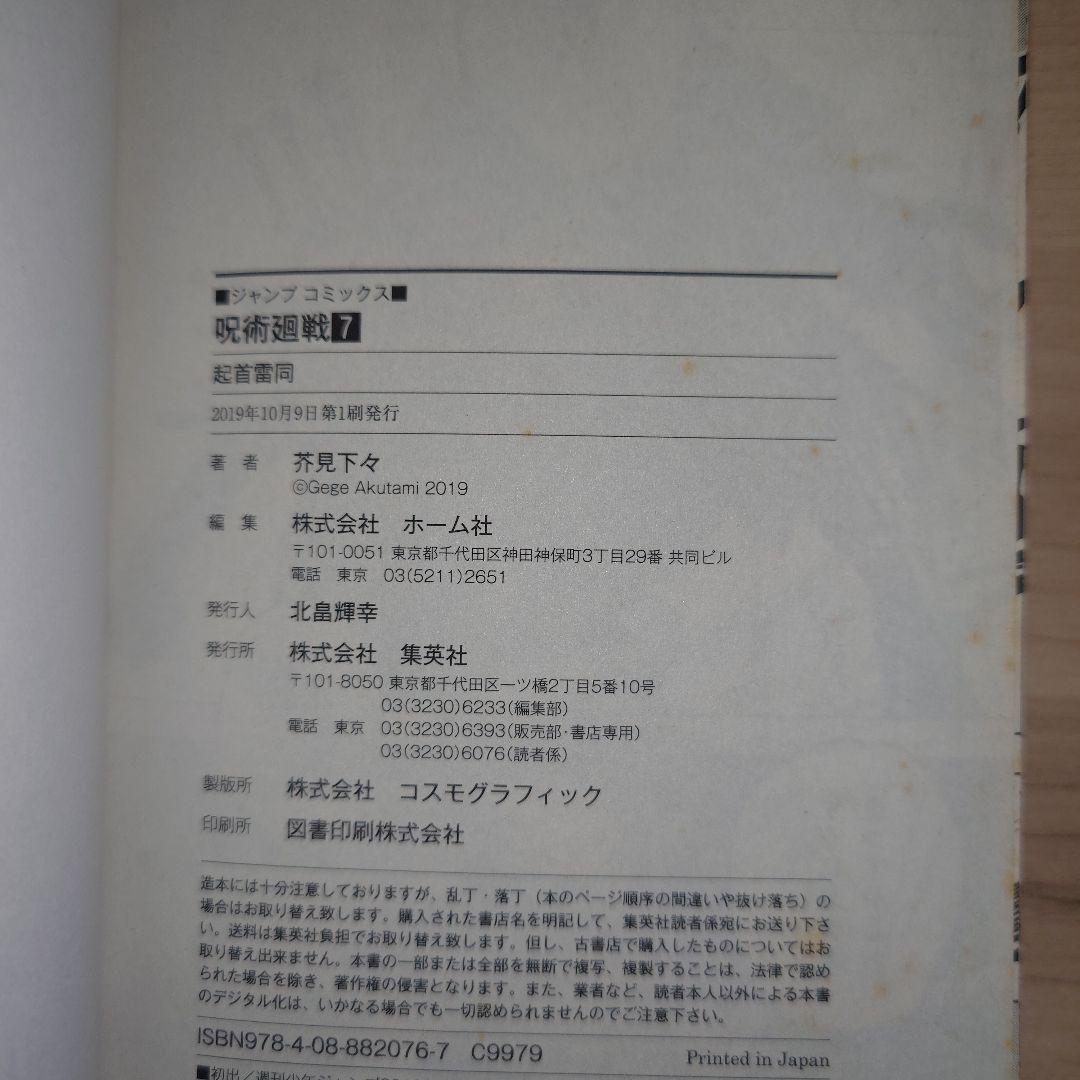 ■ジャンプ コミックス■
呪術廻戦 7
起首雷同
2019年10月9日 第1刷発行
著 者 芥見下々
©Gege Akutami 2019
編 集 株式会社 ホーム社
〒101-0051 東京都千代田区神田神保町3丁目29番 共同ビル
電話 東京 03(5211)2651
発行人 北畠輝幸
発行所 株式会社 集英社
〒101-8050 東京都千代田区一ツ橋2丁目5番10号
03(3230)6233(編集部)
電話 東京 03(3230)6393(販売部・書店専用)
03(3230)6076(読者係)
製版所 株式会社 コスモグラフィック
印刷所 図書印刷株式会社
造本には十分注意しておりますが、乱丁・落丁（本のページ順序の間違いや抜け落ち）の
場合はお取り替え致します。購入された書店名を明記して、集英社読者係宛にお送り下さ
い。送料は集英社負担でお取り替え致します。但し、古書店で購入したものについてはお
取り替え出来ません。本書の一部または全部を無断で複写、複製することは、法律で認め
られた場合を除き、著作権の侵害となります。また、業者など、読者本人以外による本書
のデジタル化は、いかなる場合でも一切認められませんのでご注意下さい。
ISBN978-4-08-882076-7 C9979
Printed in Japan
■初出／週刊少年ジャンプ